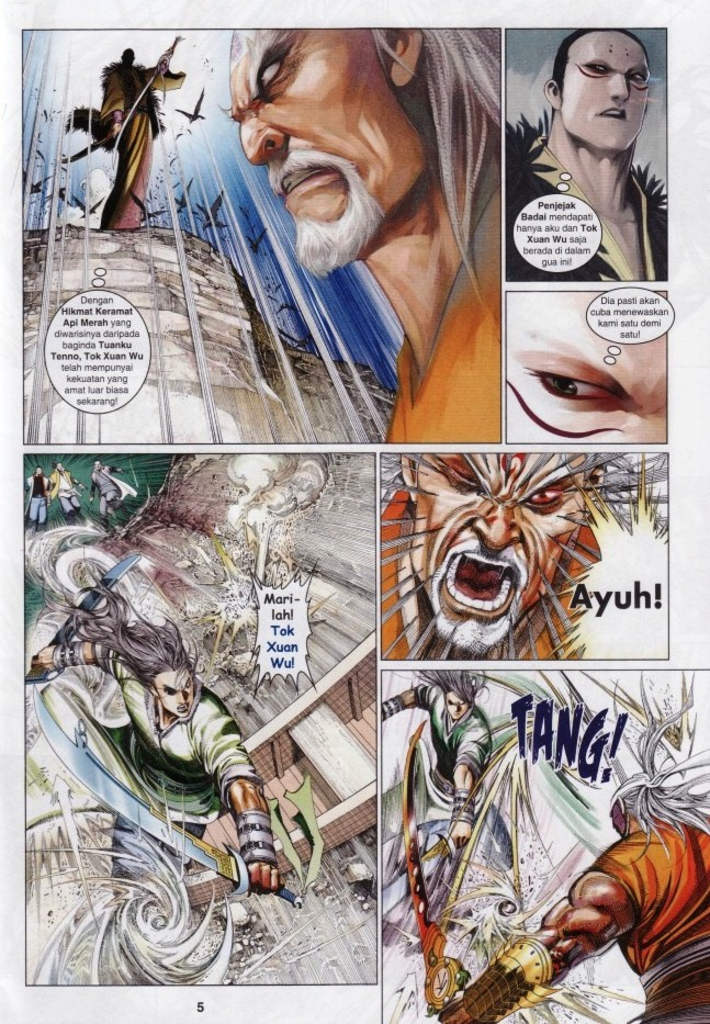 Dengan
Hikmat Keramat
Api Merah yang
diwarisinya daripada
baginda Tuanku
Tenno, Tok Xuan Wu
telah mempunyai
kekuatan yang
amat luar biasa
sekarang!
Penjejak
Badai mendapati
hanya aku dan Tok
Xuan Wu saja
berada di dalam
gua ini!
Dia pasti akan
cuba menewaskan
kami satu demi
satu!
Mari-
lah!
Tok
Xuan
Wu!
Ayuh!
TANG!
5